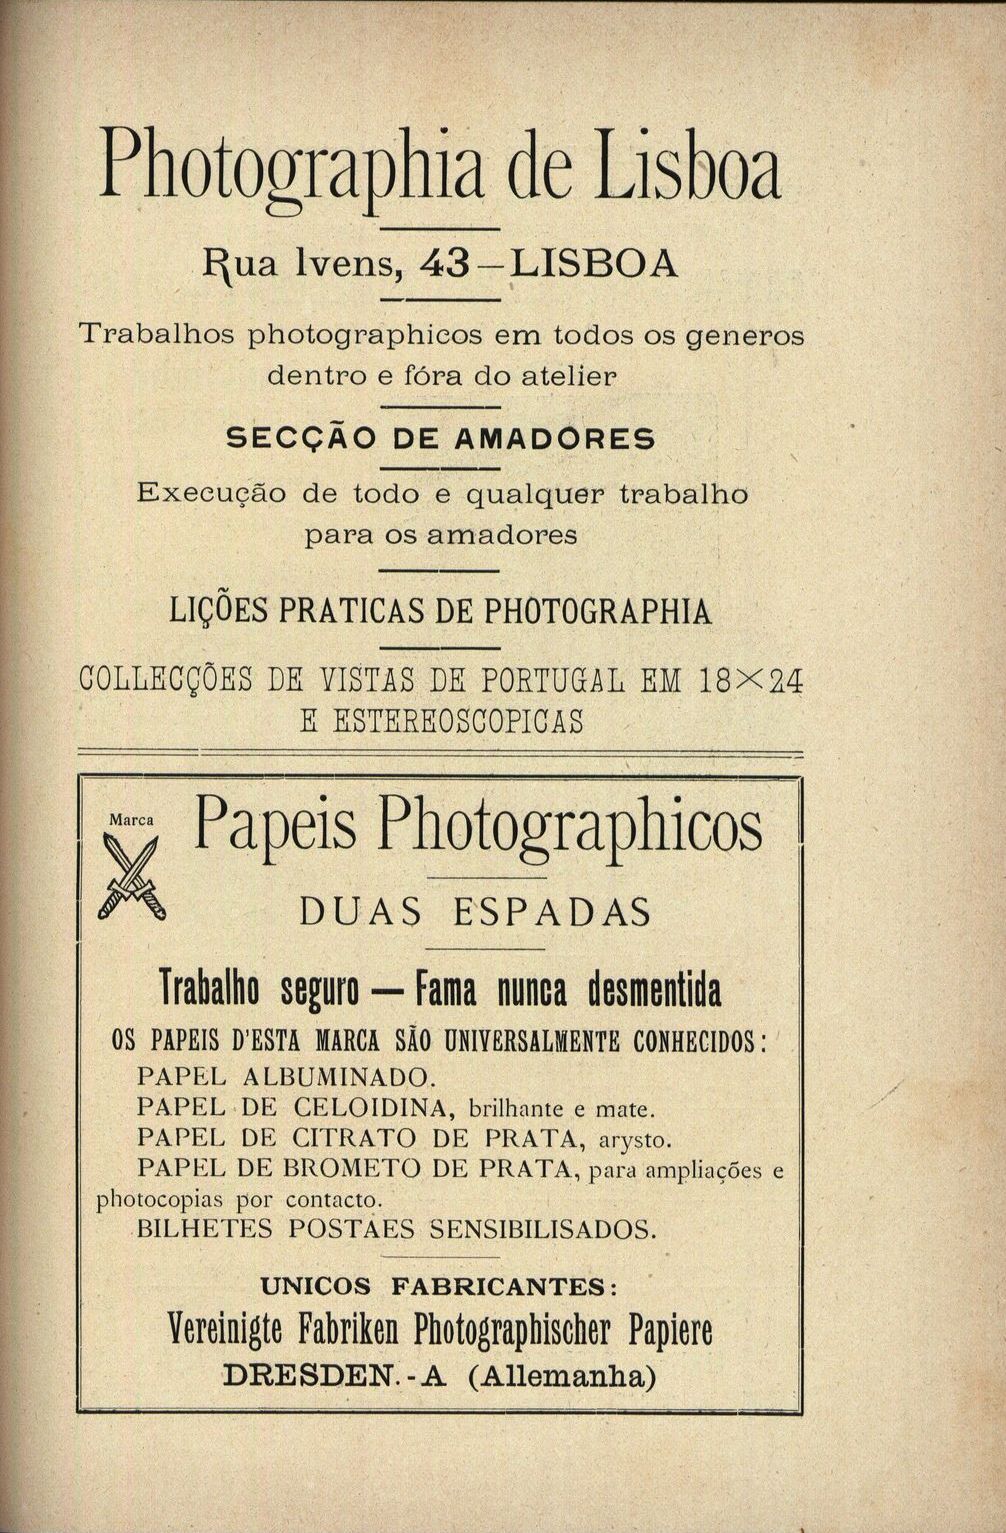 Photographia de Lisboa
Rua Ivens, 43—LISBOA
Trabalhos photographicos em todos os generos
dentro e fóra do atelier
SECÇÃO DE AMADORES
Execução de todo e qualquer trabalho
para os amadores
LIÇÕES PRATICAS DE PHOTOGRAPHIA
COLLECÇÕES DE VISTAS DE PORTUGAL EM 18×24
E ESTEREOSCOPICAS
Marca
Papeis Photographicos
DUAS ESPADAS
Trabalho seguro — Fama nunca desmentida
OS PAPEIS D'ESTA MARCA SÃO UNIVERSALMENTE CONHECIDOS:
PAPEL ALBUMINADO.
PAPEL DE CELOIDINA, brilhante e mate.
PAPEL DE CITRATO DE PRATA, arysto.
PAPEL DE BROMETO DE PRATA, para ampliações e
photocopias por contacto.
BILHETES POSTAES SENSIBILISADOS.
UNICOS FABRICANTES:
Vereinigte Fabriken Photographischer Papiere
DRESDEN.-A (Allemanha)